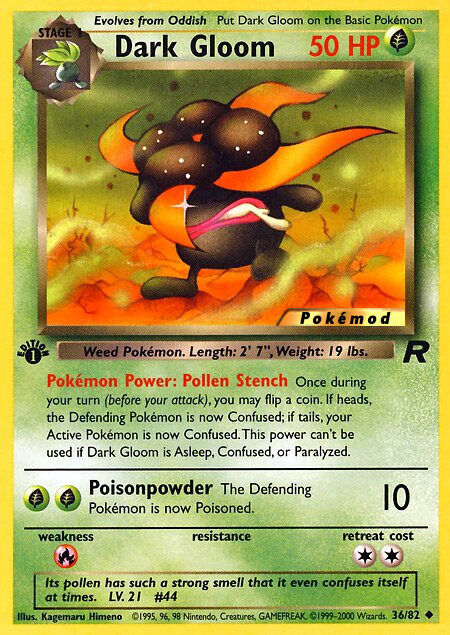 Evolves from Oddish Put Dark Gloom on the Basic Pokémon
STAGE 1
Dark Gloom 50 HP
Pokémod
EDITION
1
Weed Pokémon. Length: 2' 7", Weight: 19 lbs.
R
Pokémon Power: Pollen Stench Once during
your turn (before your attack), you may flip a coin. If heads,
the Defending Pokémon is now Confused; if tails, your
Active Pokémon is now Confused. This power can't be
used if Dark Gloom is Asleep, Confused, or Paralyzed.
Poisonpowder The Defending
Pokémon is now Poisoned.
10
weakness resistance retreat cost
Its pollen has such a strong smell that it even confuses itself
at times. LV. 21 #44
Illus. Kagemaru Himeno ©1995, 96, 98 Nintendo, Creatures, GAMEFREAK. ©1999-2000 Wizards. 36/82